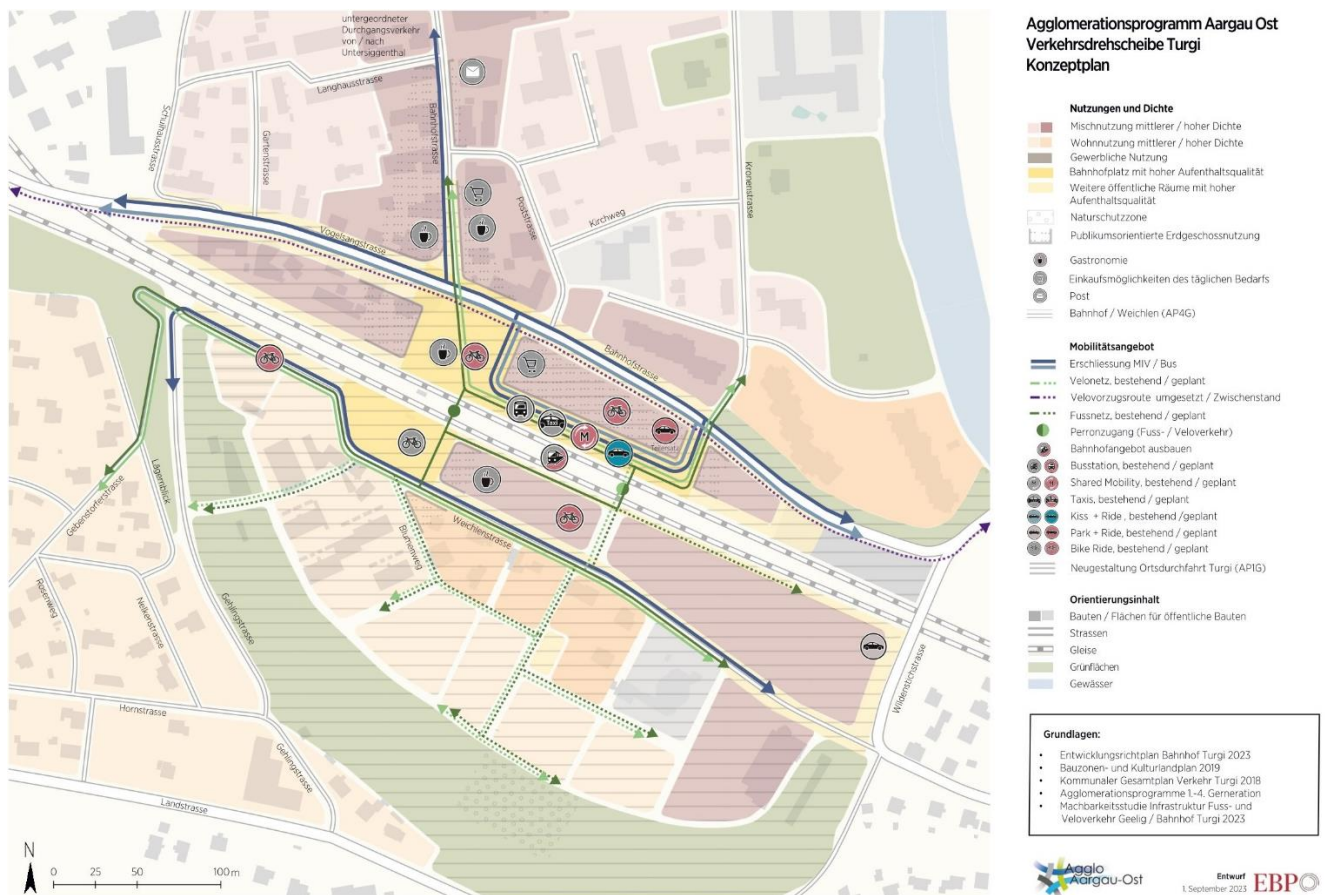 untergeordneter
Durchgangsverkehr
von / nach
Untersiggenthal
Langhausstrasse
Schulhausstrasse
Gartenstrasse
Bahnhofstrasse
Poststrasse
Kronenstrasse
Kirchweg
Vogelsangstrasse
Bahnhofstrasse
Taxi
M
Lägernblick
Gebenstorferstrasse
Weichlenstrasse
Blumenweg
Rosenweg
Nelkenstrasse
Gehlingstrasse
Hornstrasse
Gehlingstrasse
Landstrasse
Wildenstichstrasse
N
0 25 50 100 m
Agglomerationsprogramm Aargau Ost
Verkehrsdrehscheibe Turgi
Konzeptplan
Nutzungen und Dichte
Mischnutzung mittlerer / hoher Dichte
Wohnnutzung mittlerer / hoher Dichte
Gewerbliche Nutzung
Bahnhofplatz mit hoher Aufenthaltsqualität
Weitere öffentliche Räume mit hoher
Aufenthaltsqualität
Naturschutzzone
Publikumsorientierte Erdgeschossnutzung
Gastronomie
Einkaufsmöglichkeiten des täglichen Bedarfs
Post
Bahnhof / Weichlen (AP4G)
Mobilitätsangebot
Erschliessung MIV / Bus
Velonetz, bestehend / geplant
Velovorzugsroute umgesetzt / Zwischenstand
Fussnetz, bestehend / geplant
Perronzugang (Fuss- / Veloverkehr)
Bahnhofangebot ausbauen
Busstation, bestehend / geplant
Shared Mobility, bestehend / geplant
Taxis, bestehend / geplant
Kiss + Ride , bestehend /geplant
Park + Ride, bestehend / geplant
Bike Ride, bestehend / geplant
Neugestaltung Ortsdurchfahrt Turgi (AP1G)
Orientierungsinhalt
Bauten / Flächen für öffentliche Bauten
Strassen
Gleise
Grünflächen
Gewässer
Grundlagen:
• Entwicklungsrichtplan Bahnhof Turgi 2023
• Bauzonen- und Kulturlandplan 2019
• Kommunaler Gesamtplan Verkehr Turgi 2018
• Agglomerationsprogramme 1.-4. Gerneration
• Machbarkeitsstudie Infrastruktur Fuss- und
Veloverkehr Geelig / Bahnhof Turgi 2023
Agglo
Aargau-Ost
Entwurf
1. September 2023
EBP